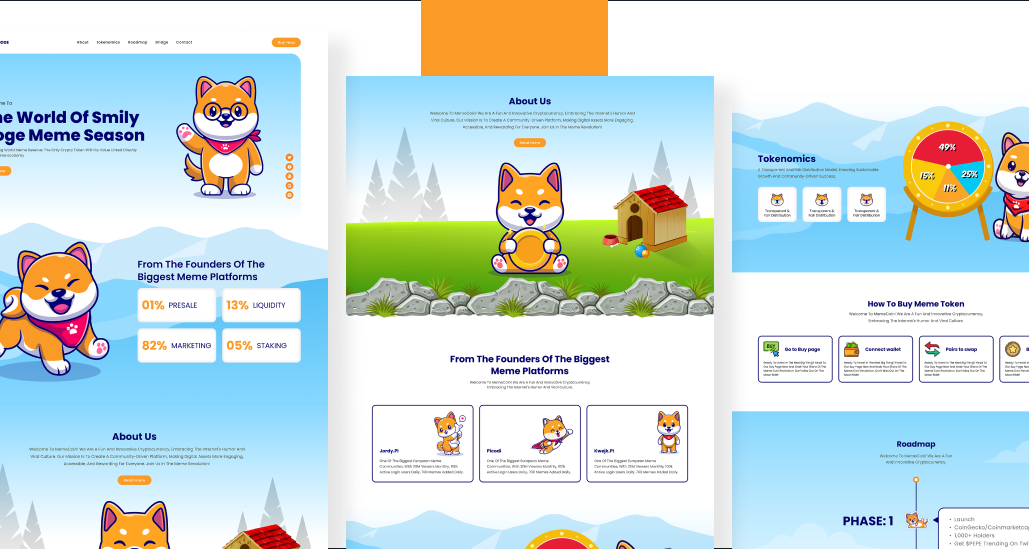 About
Tokenomics
Roadmap
Bridge
Contact
Buy Now
me To
he World Of Smily
oge Meme Season
From The Founders Of The
Biggest Meme Platforms
01% PRESALE
13% LIQUIDITY
82% MARKETING
05% STAKING
About Us
Welcome To MemeCoin! We Are A Fun And Innovative Cryptocurrency, Embracing The Internet's Humor And
Viral Culture. Our Mission Is To Create A Community-Driven Platform, Making Digital Assets More Engaging,
Accessible, And Rewarding For Everyone. Join Us In The Meme Revolution!
Read More
About Us
Welcome To MemeCoin! We Are A Fun And Innovative Cryptocurrency, Embracing The Internet's Humor And
Viral Culture. Our Mission Is To Create A Community-Driven Platform, Making Digital Assets More Engaging,
Accessible, And Rewarding For Everyone. Join Us In The Meme Revolution!
Read More
From The Founders Of The Biggest
Meme Platforms
Welcome To MemeCoin! We Are A Fun And Innovative Cryptocurrency,
Embracing The Internet's Humor And Viral Culture.
Jerdy.Pl
One Of The Biggest European Meme
Communities, With 20M Viewers Monthly, 100k
Active Login Users Daily, 700 Memes Added Daily.
Picodi
One Of The Biggest European Meme
Communities, With 20M Viewers Monthly, 100k
Active Login Users Daily, 700 Memes Added Daily.
Kwejk.Pl
One Of The Biggest European Meme
Communities, With 20M Viewers Monthly, 100k
Active Login Users Daily, 700 Memes Added Daily.
Tokenomics
A Transparent And Fair Distribution Model, Ensuring Sustainable
Growth And Community-Driven Success.
Transparent &
Fair Distribution
Transparent &
Fair Distribution
Transparent &
Fair Distribution
49%
15%
25%
11%
How To Buy Meme Token
Welcome To MemeCoin! We Are A Fun And Innovative Cryptocurrency,
Embracing The Internet's Humor And Viral Culture
BUY
Go to Buy page
Connect wallet
Pairs to swap
B
Roadmap
Welcome To MemeCoin! We Are A Fun
And Innovative Cryptocurrency,
PHASE: 1
• Launch
• CoinGecko/Coinmarketcap
• 1,000+ Holders
• Get $PEPE Trending On Twi